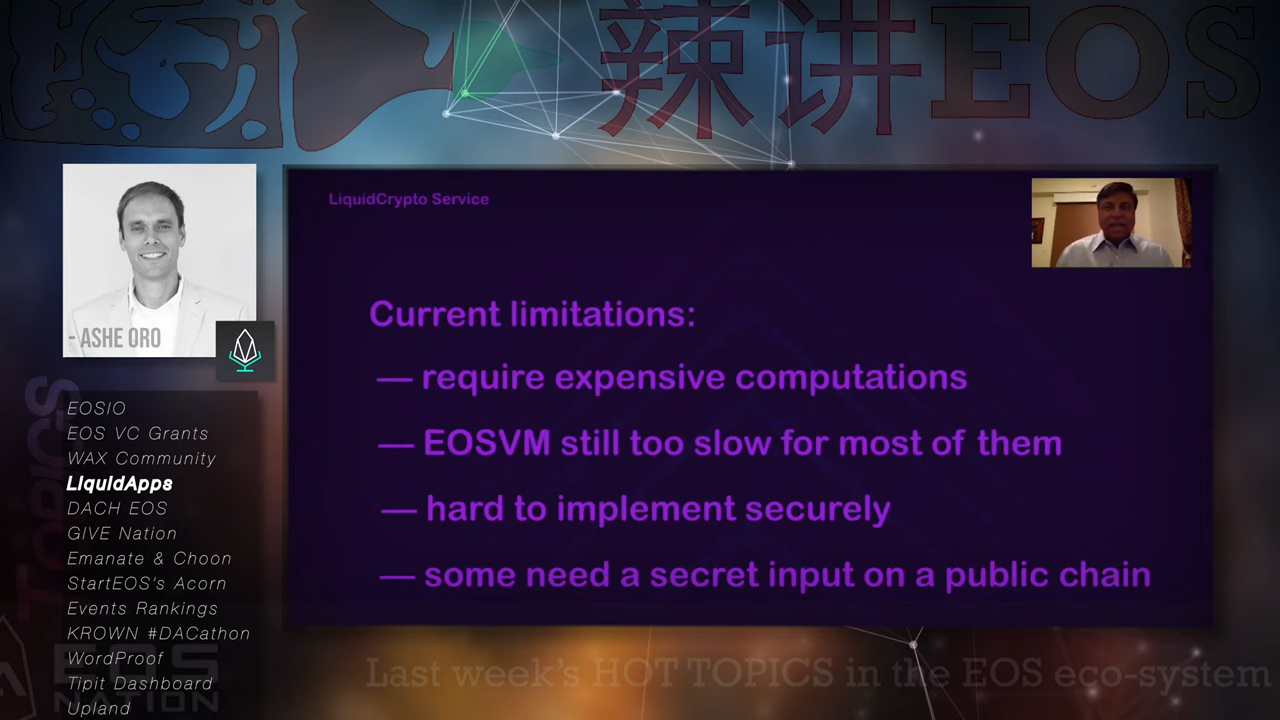 辣讲EOS
- ASHE ORO
TOPICS
EOSIO
EOS VC Grants
WAX Community
LiquidApps
DACH EOS
GIVE Nation
Emanate & Choon
StartEOS's Acorn
Events Rankings
KROWN #DACathon
WordProof
Tipit Dashboard
Upland
EOS
NATION
LiquidCrypto Service
Current limitations:
— require expensive computations
— EOSVM still too slow for most of them
— hard to implement securely
— some need a secret input on a public chain
Last week's HOT TOPICS in the EOS eco-system